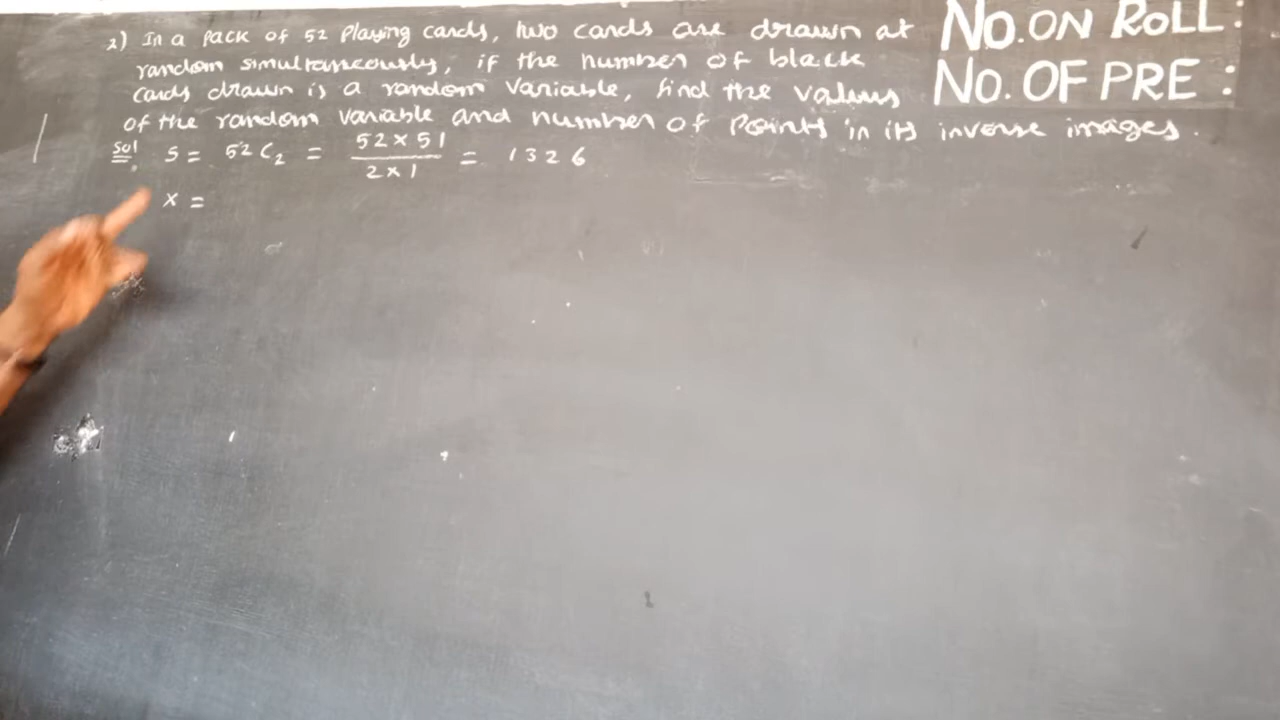 2) In a pack of 52 playing cards, two cards are drawn at
random simultaneously, if the number of black
cards drawn is a random variable, find the values
of the random variable and number of points in its inverse images.
Sol S = 52C₂ = 52 × 51 / 2 × 1 = 1326
x =
NO. ON ROLL:
NO. OF PRE :